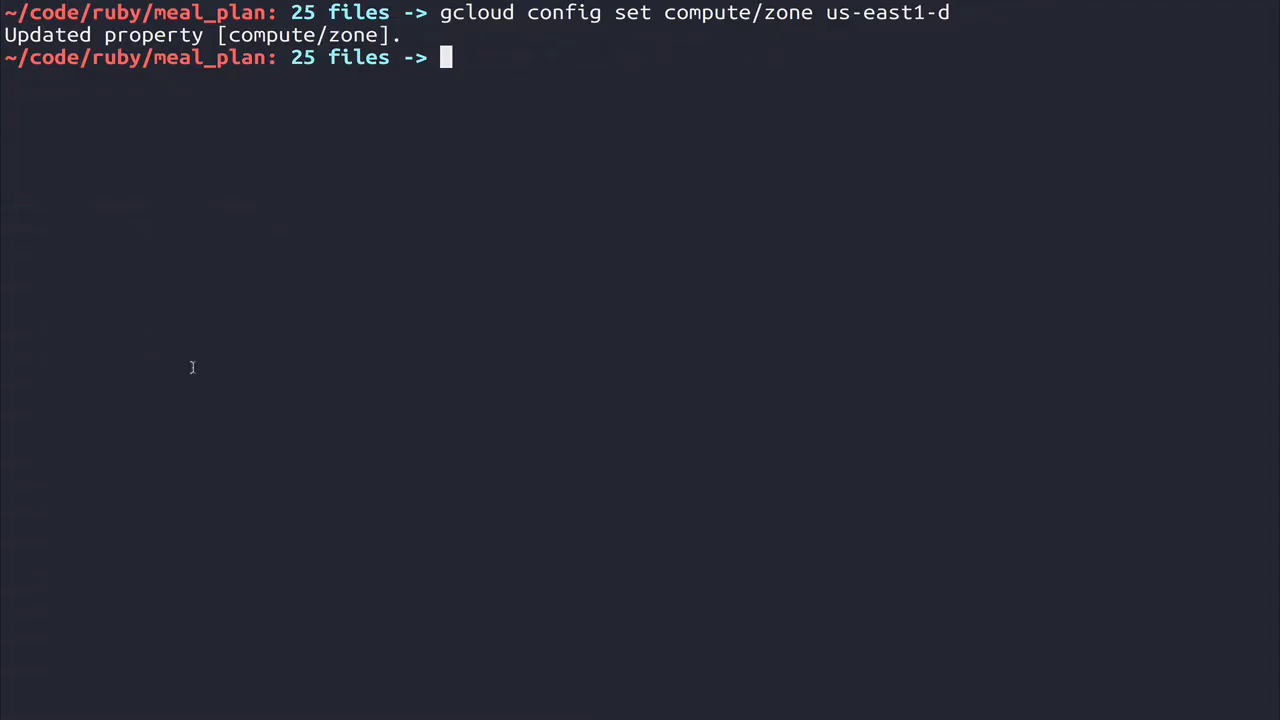 ~/code/ruby/meal_plan: 25 files -> gcloud config set compute/zone us-east1-d
Updated property [compute/zone].
~/code/ruby/meal_plan: 25 files ->